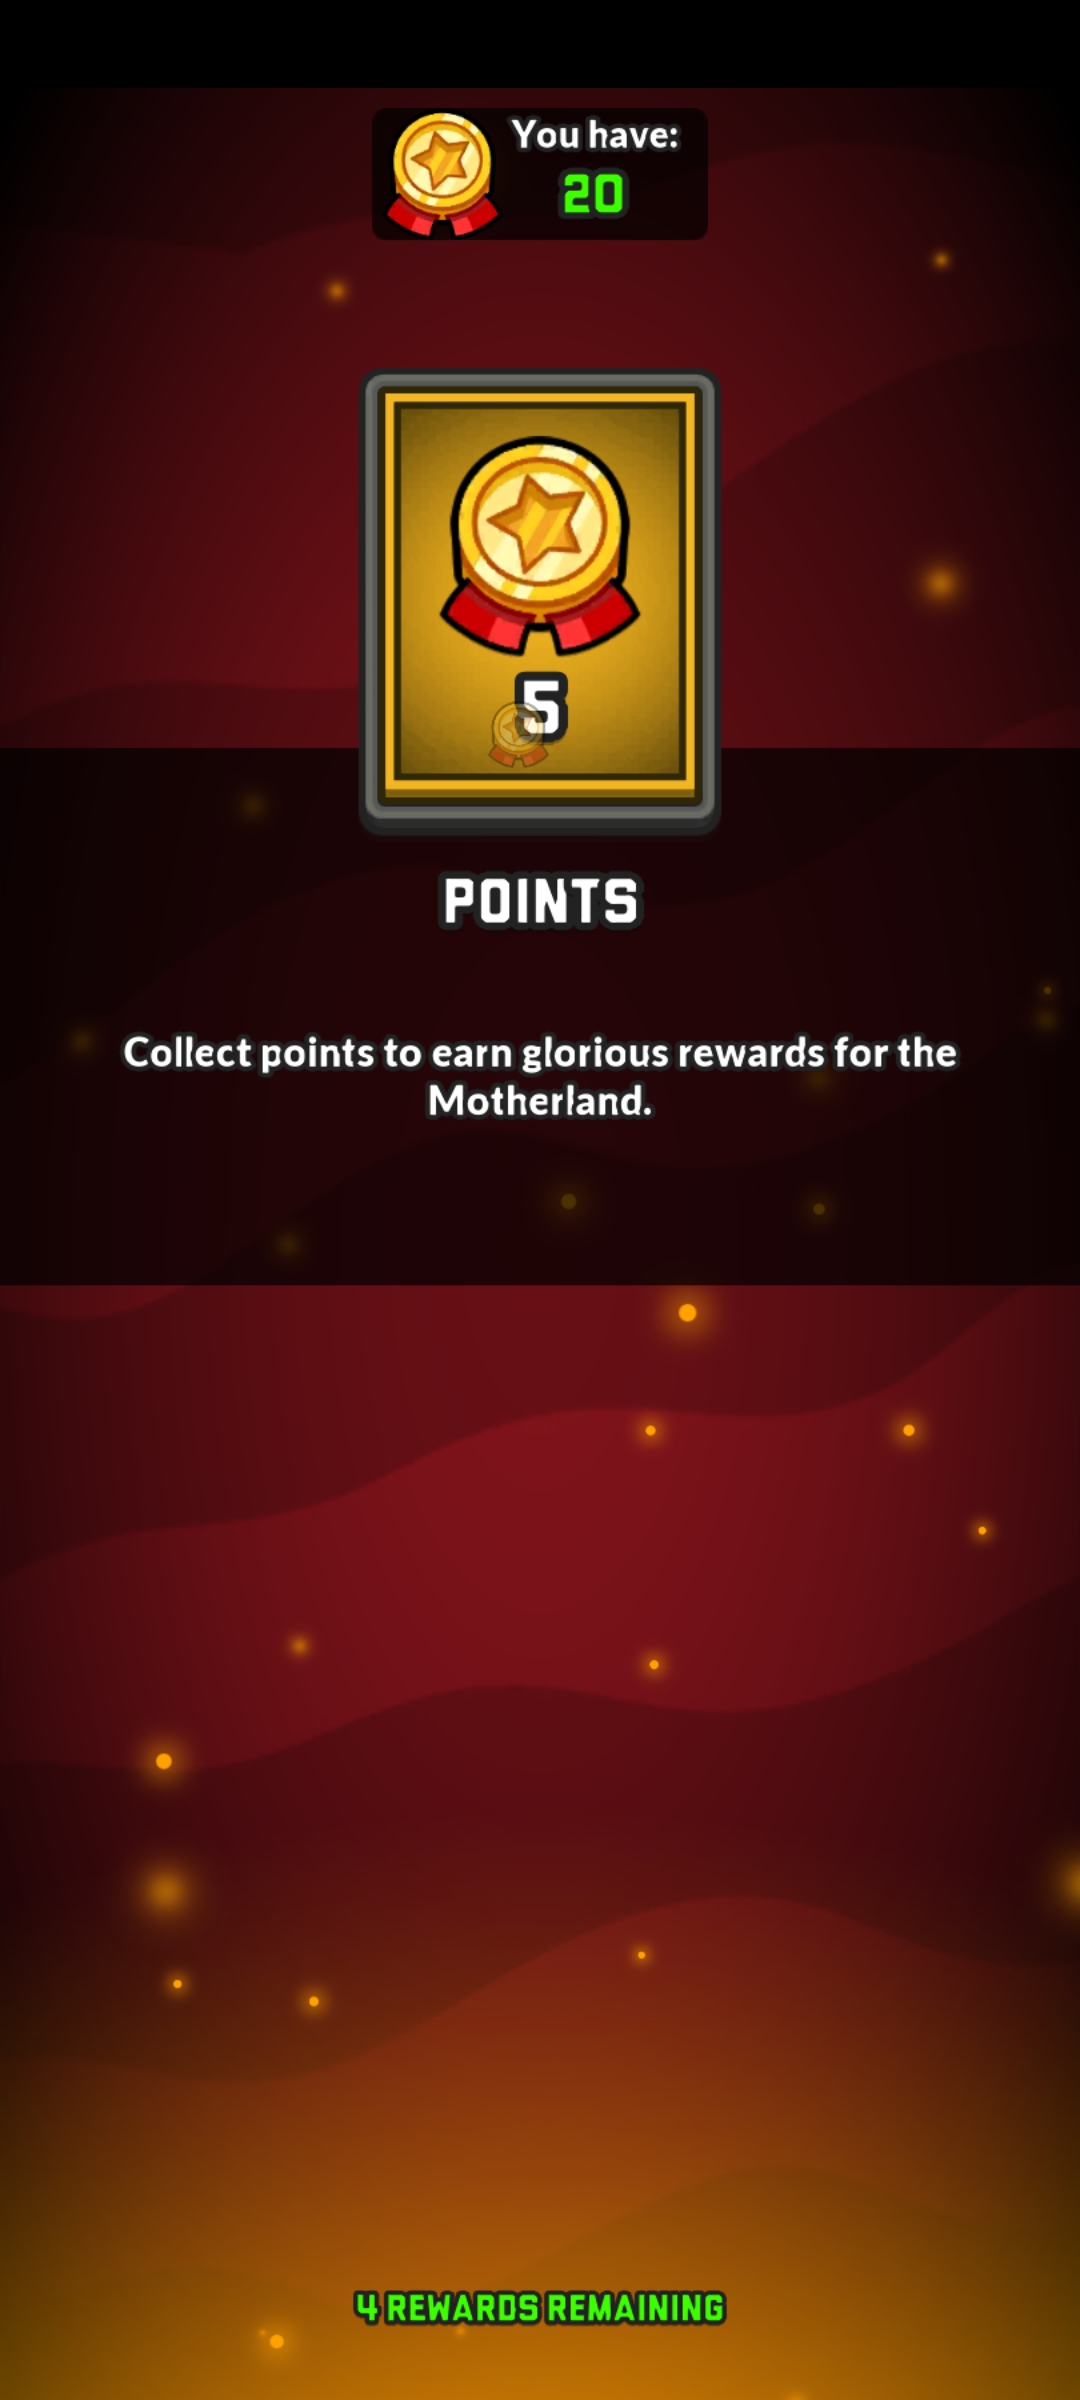 You have:
20
5
POINTS
Collect points to earn glorious rewards for the
Motherland.
4 REWARDS REMAINING